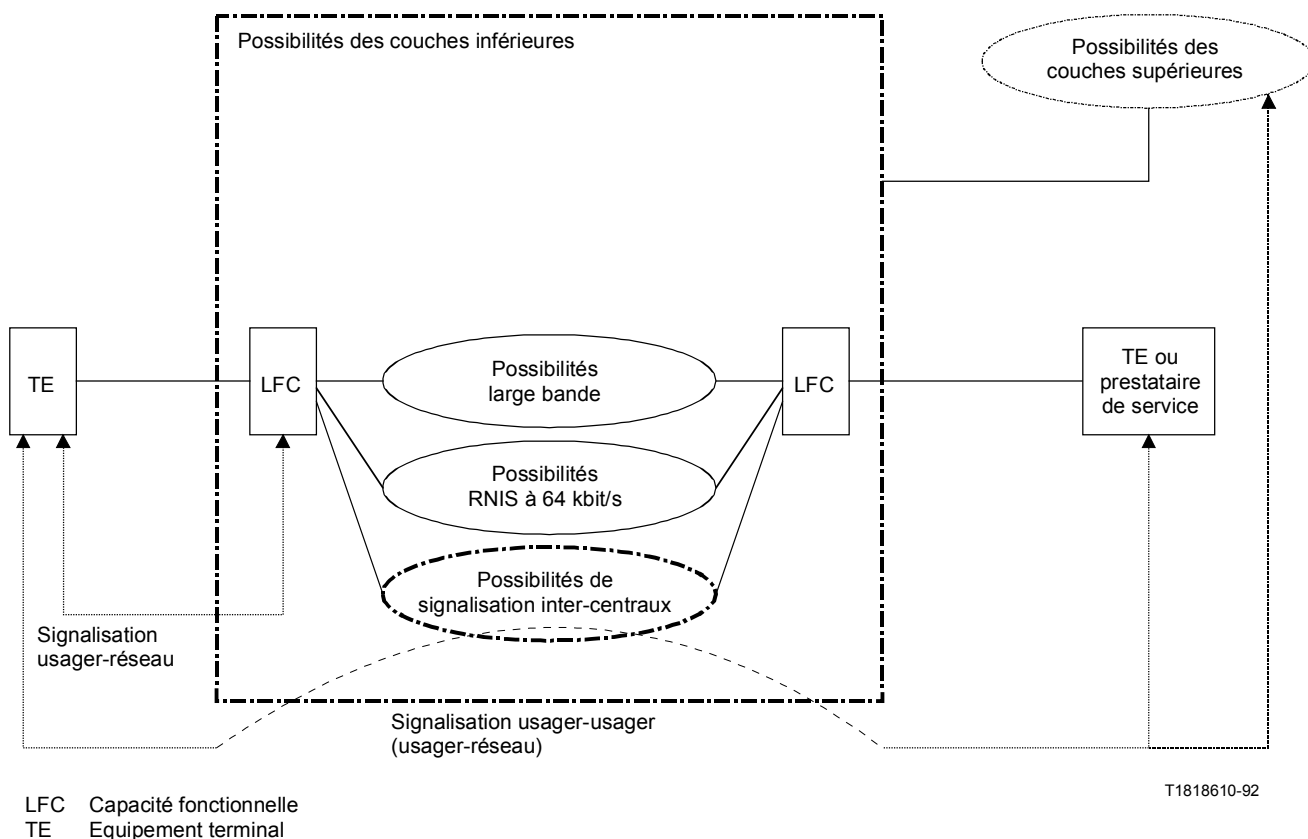 Possibilités des couches inférieures
Possibilités des
couches supérieures
TE
LFC
Possibilités
large bande
LFC
TE ou
prestataire
de service
Possibilités
RNIS à 64 kbit/s
Possibilités de
signalisation inter-centraux
Signalisation
usager-réseau
Signalisation usager-usager
(usager-réseau)
T1818610-92
LFC Capacité fonctionnelle
TE Equipement terminal